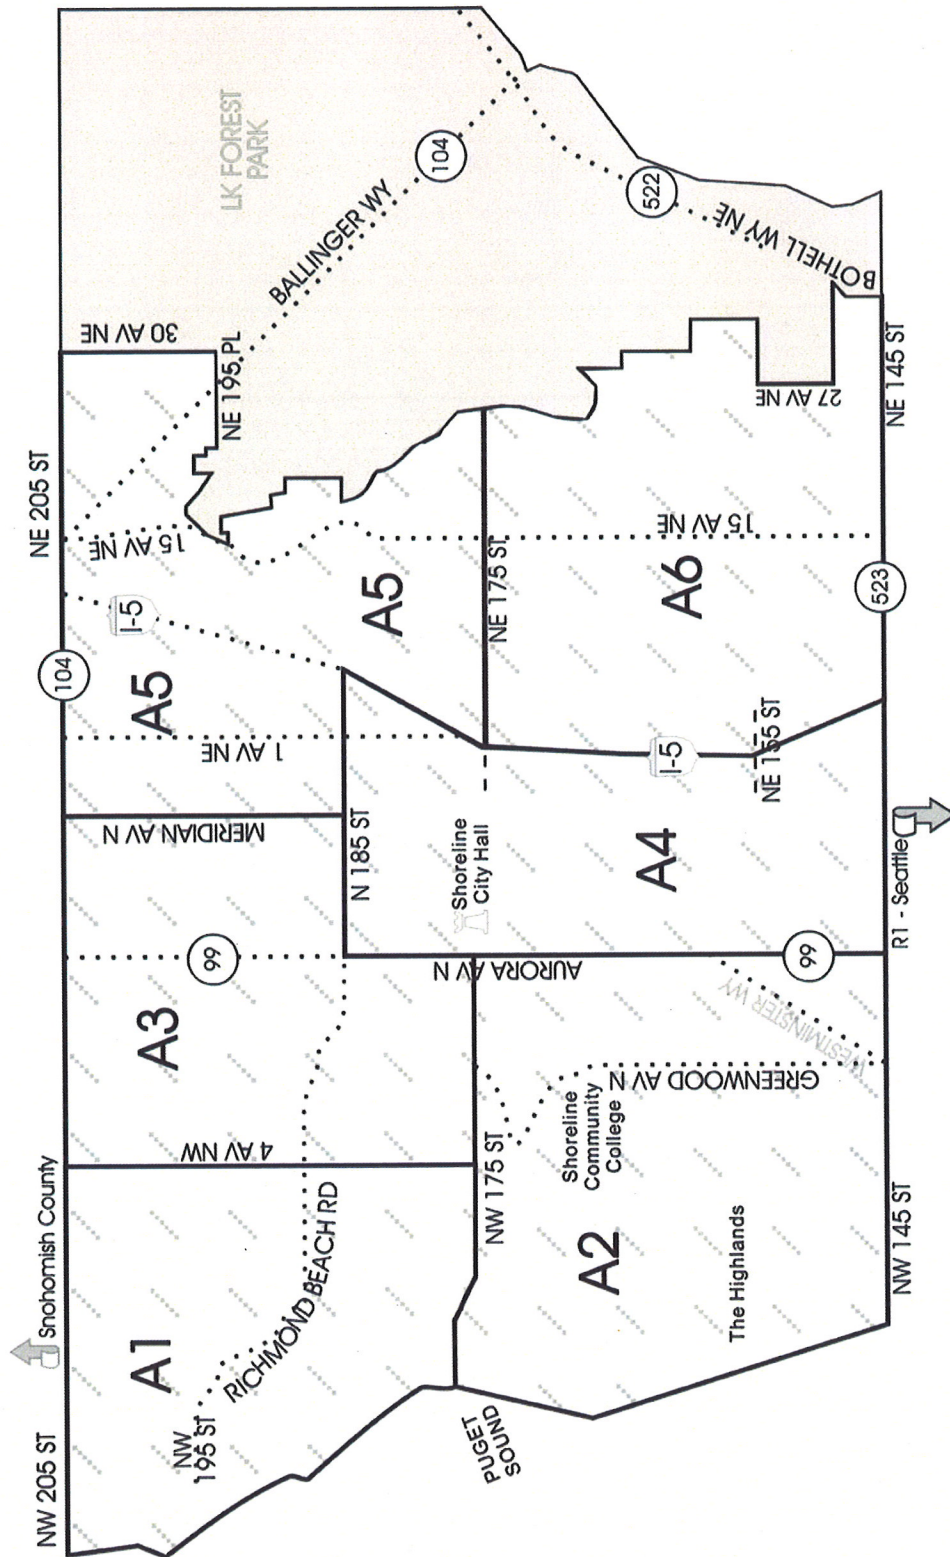 Snohomish County
NW 205 ST
104
NE 205 ST
A1
NW
195 ST
RICHMOND BEACH RD
4 AV NW
A3
99
MERIDIAN AV N
A5
1 AV NE
I-5
15 AV NE
30 AV NE
NE 195 PL
LK FOREST
PARK
BALLINGER WY
104
N 185 ST
A5
PUGET
SOUND
NW 175 ST
AURORA AV N
Shoreline
City Hall
NE 175 ST
A2
Shoreline
Community
College
The Highlands
GREENWOOD AV N
WESTMINSTER WY
99
A4
I-5
NE 155 ST
A6
15 AV NE
27 AV NE
522
BOTHELL WY NE
NW 145 ST
R1 - Seattle
523
NE 145 ST